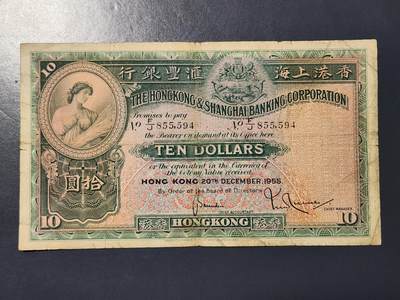 10
香港上海滙豐銀行
THE HONGKONG & SHANGHAI BANKING CORPORATION
Promises to pay
Nº E/J 855,594 Nº E/J 855,594
the Bearer on demand at its Office here
TEN DOLLARS
or the equivalent in the Currency of
the Colony, Value received.
HONG KONG 20TH DECEMBER, 1955
By Order of the Board of Directors
拾圓
CHIEF MANAGER.
10 HONGKONG 10